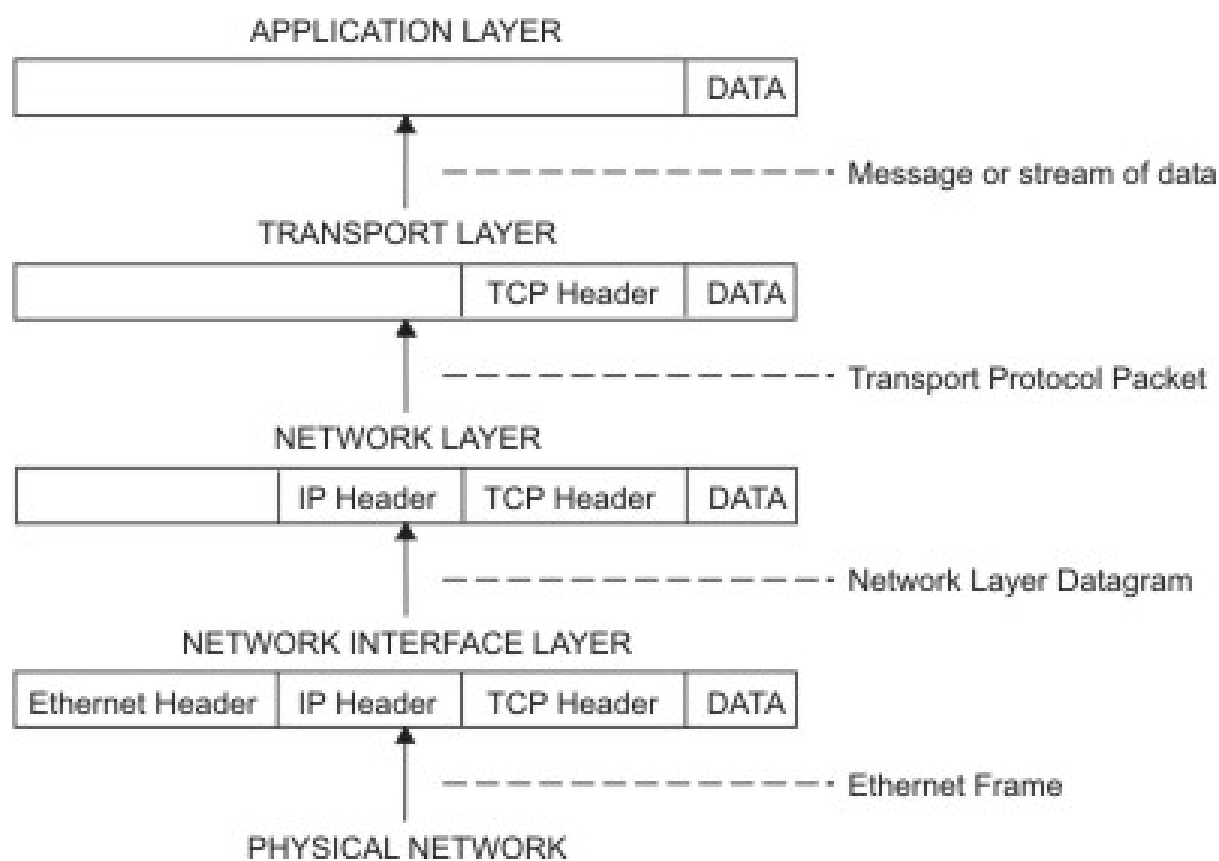 APPLICATION LAYER
DATA
Message or stream of data
TRANSPORT LAYER
TCP Header DATA
Transport Protocol Packet
NETWORK LAYER
IP Header TCP Header DATA
Network Layer Datagram
NETWORK INTERFACE LAYER
Ethernet Header IP Header TCP Header DATA
Ethernet Frame
PHYSICAL NETWORK